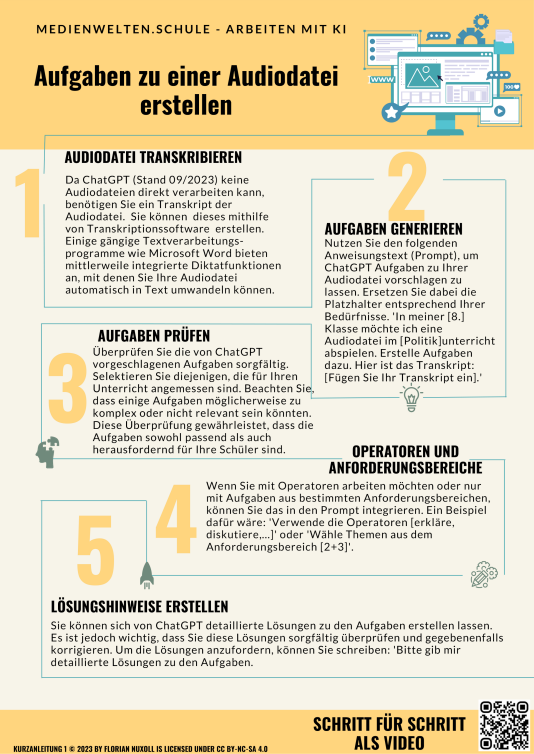 MEDIENWELTEN.SCHULE - ARBEITEN MIT KI
Aufgaben zu einer Audiodatei
erstellen
WWW
100
1
AUDIODATEI TRANSKRIBIEREN
Da ChatGPT (Stand 09/2023) keine
Audiodateien direkt verarbeiten kann,
benötigen Sie ein Transkript der
Audiodatei. Sie können dieses mithilfe
von Transkriptionssoftware erstellen.
Einige gängige Textverarbeitungs-
programme wie Microsoft Word bieten
mittlerweile integrierte Diktatfunktionen
an, mit denen Sie Ihre Audiodatei
automatisch in Text umwandeln können.
2
AUFGABEN GENERIEREN
Nutzen Sie den folgenden
Anweisungstext (Prompt), um
ChatGPT Aufgaben zu Ihrer
Audiodatei vorschlagen zu
lassen. Ersetzen Sie dabei die
Platzhalter entsprechend Ihrer
Bedürfnisse. 'In meiner [8.]
Klasse möchte ich eine
Audiodatei im [Politik]unterricht
abspielen. Erstelle Aufgaben
dazu. Hier ist das Transkript:
[Fügen Sie Ihr Transkript ein].'
3
AUFGABEN PRÜFEN
Überprüfen Sie die von ChatGPT
vorgeschlagenen Aufgaben sorgfältig.
Selektieren Sie diejenigen, die für Ihren
Unterricht angemessen sind. Beachten Sie,
dass einige Aufgaben möglicherweise zu
komplex oder nicht relevant sein könnten.
Diese Überprüfung gewährleistet, dass die
Aufgaben sowohl passend als auch
herausfordernd für Ihre Schüler sind.
4
OPERATOREN UND
ANFORDERUNGSBEREICHE
Wenn Sie mit Operatoren arbeiten möchten oder nur
mit Aufgaben aus bestimmten Anforderungsbereichen,
können Sie das in den Prompt integrieren. Ein Beispiel
dafür wäre: 'Verwende die Operatoren [erkläre,
diskutiere,...]' oder 'Wähle Themen aus dem
Anforderungsbereich [2+3]'.
5
LÖSUNGSHINWEISE ERSTELLEN
Sie können sich von ChatGPT detaillierte Lösungen zu den Aufgaben erstellen lassen.
Es ist jedoch wichtig, dass Sie diese Lösungen sorgfältig überprüfen und gegebenenfalls
korrigieren. Um die Lösungen anzufordern, können Sie schreiben: 'Bitte gib mir
detaillierte Lösungen zu den Aufgaben.
SCHRITT FÜR SCHRITT
ALS VIDEO
KURZANLEITUNG 1 © 2023 BY FLORIAN NUXOLL IS LICENSED UNDER CC BY-NC-SA 4.0